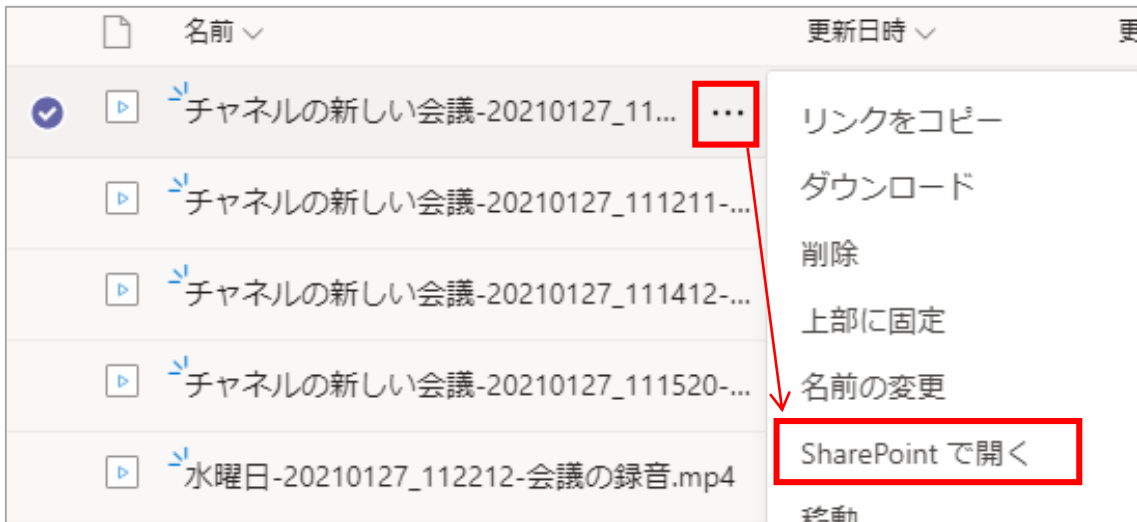 名前 更新日時 更
チャネルの新しい会議-20210127_11... ...
チャネルの新しい会議-20210127_111211-...
チャネルの新しい会議-20210127_111412-...
チャネルの新しい会議-20210127_111520-...
水曜日-20210127_112212-会議の録音.mp4
リンクをコピー
ダウンロード
削除
上部に固定
名前の変更
SharePoint で開く
移動